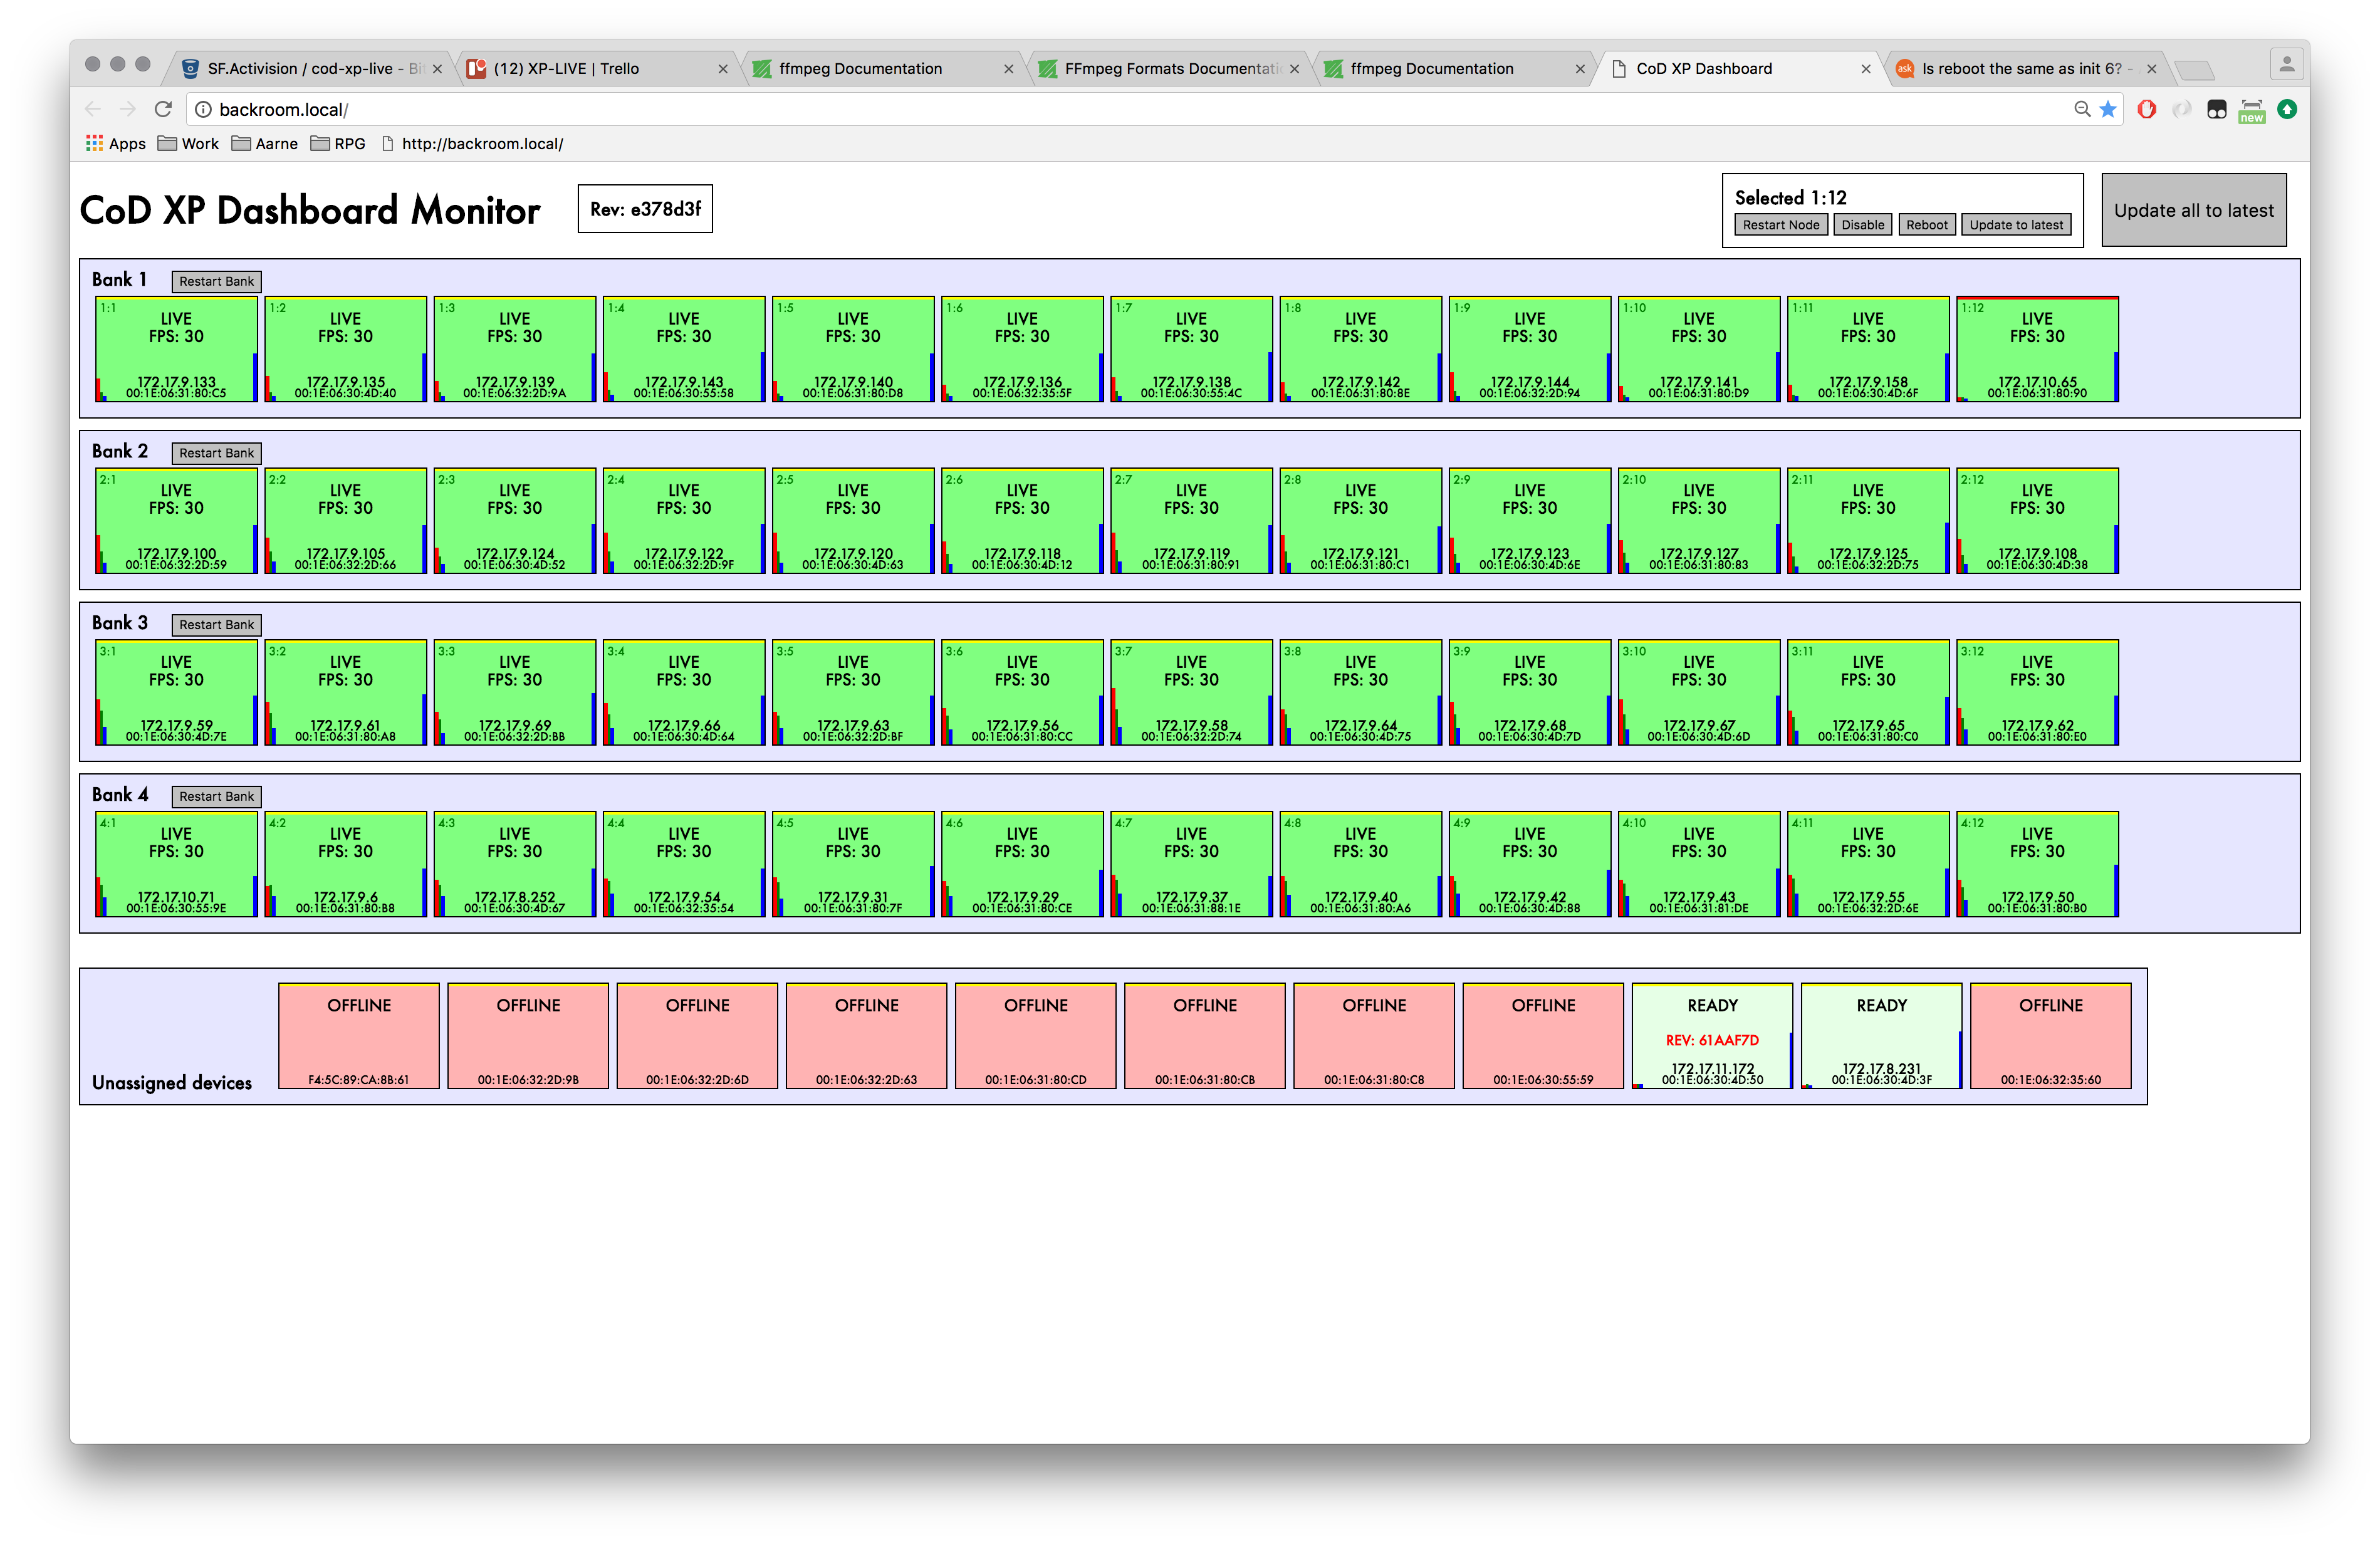 SF.Activision / cod-xp-live - Bit
(12) XP-LIVE | Trello
ffmpeg Documentation
FFmpeg Formats Documentatio
ffmpeg Documentation
CoD XP Dashboard
ask
Is reboot the same as init 6? -
backroom.local/
new
Apps
Work
Aarne
RPG
http://backroom.local/
CoD XP Dashboard Monitor
Rev: e378d3f
Selected 1:12
Restart Node
Disable
Reboot
Update to latest
Update all to latest
Bank 1
Restart Bank
1:1 1:2 1:3 1:4 1:5 1:6 1:7 1:8 1:9 1:10 1:11 1:12
LIVE LIVE LIVE LIVE LIVE LIVE LIVE LIVE LIVE LIVE LIVE LIVE
FPS: 30 FPS: 30 FPS: 30 FPS: 30 FPS: 30 FPS: 30 FPS: 30 FPS: 30 FPS: 30 FPS: 30 FPS: 30 FPS: 30
172.17.9.133 172.17.9.135 172.17.9.139 172.17.9.143 172.17.9.140 172.17.9.136 172.17.9.138 172.17.9.142 172.17.9.144 172.17.9.141 172.17.9.158 172.17.10.65
00:1E:06:31:80:C5 00:1E:06:30:4D:40 00:1E:06:32:2D:9A 00:1E:06:30:55:58 00:1E:06:31:80:D8 00:1E:06:32:35:5F 00:1E:06:30:55:4C 00:1E:06:31:80:8E 00:1E:06:32:2D:94 00:1E:06:31:80:D9 00:1E:06:30:4D:6F 00:1E:06:31:80:90
Bank 2
Restart Bank
2:1 2:2 2:3 2:4 2:5 2:6 2:7 2:8 2:9 2:10 2:11 2:12
LIVE LIVE LIVE LIVE LIVE LIVE LIVE LIVE LIVE LIVE LIVE LIVE
FPS: 30 FPS: 30 FPS: 30 FPS: 30 FPS: 30 FPS: 30 FPS: 30 FPS: 30 FPS: 30 FPS: 30 FPS: 30 FPS: 30
172.17.9.100 172.17.9.105 172.17.9.124 172.17.9.122 172.17.9.120 172.17.9.118 172.17.9.119 172.17.9.121 172.17.9.123 172.17.9.127 172.17.9.125 172.17.9.108
00:1E:06:32:2D:59 00:1E:06:32:2D:66 00:1E:06:30:4D:52 00:1E:06:32:2D:9F 00:1E:06:30:4D:63 00:1E:06:30:4D:12 00:1E:06:31:80:91 00:1E:06:31:80:C1 00:1E:06:30:4D:6E 00:1E:06:31:80:83 00:1E:06:32:2D:75 00:1E:06:30:4D:38
Bank 3
Restart Bank
3:1 3:2 3:3 3:4 3:5 3:6 3:7 3:8 3:9 3:10 3:11 3:12
LIVE LIVE LIVE LIVE LIVE LIVE LIVE LIVE LIVE LIVE LIVE LIVE
FPS: 30 FPS: 30 FPS: 30 FPS: 30 FPS: 30 FPS: 30 FPS: 30 FPS: 30 FPS: 30 FPS: 30 FPS: 30 FPS: 30
172.17.9.59 172.17.9.61 172.17.9.69 172.17.9.66 172.17.9.63 172.17.9.56 172.17.9.58 172.17.9.64 172.17.9.68 172.17.9.67 172.17.9.65 172.17.9.62
00:1E:06:30:4D:7E 00:1E:06:31:80:A8 00:1E:06:32:2D:BB 00:1E:06:30:4D:64 00:1E:06:32:2D:BF 00:1E:06:31:80:CC 00:1E:06:32:2D:74 00:1E:06:30:4D:75 00:1E:06:30:4D:7D 00:1E:06:30:4D:6D 00:1E:06:31:80:C0 00:1E:06:31:80:E0
Bank 4
Restart Bank
4:1 4:2 4:3 4:4 4:5 4:6 4:7 4:8 4:9 4:10 4:11 4:12
LIVE LIVE LIVE LIVE LIVE LIVE LIVE LIVE LIVE LIVE LIVE LIVE
FPS: 30 FPS: 30 FPS: 30 FPS: 30 FPS: 30 FPS: 30 FPS: 30 FPS: 30 FPS: 30 FPS: 30 FPS: 30 FPS: 30
172.17.10.71 172.17.9.6 172.17.8.252 172.17.9.54 172.17.9.31 172.17.9.29 172.17.9.37 172.17.9.40 172.17.9.42 172.17.9.43 172.17.9.55 172.17.9.50
00:1E:06:30:55:9E 00:1E:06:31:80:B8 00:1E:06:30:4D:67 00:1E:06:32:35:54 00:1E:06:31:80:7F 00:1E:06:31:80:CE 00:1E:06:31:88:1E 00:1E:06:31:80:A6 00:1E:06:30:4D:88 00:1E:06:31:81:DE 00:1E:06:32:2D:6E 00:1E:06:31:80:B0
OFFLINE OFFLINE OFFLINE OFFLINE OFFLINE OFFLINE OFFLINE OFFLINE READY READY OFFLINE
REV: 61AAF7D
172.17.11.172 172.17.8.231
Unassigned devices
F4:5C:89:CA:8B:61 00:1E:06:32:2D:9B 00:1E:06:32:2D:6D 00:1E:06:32:2D:63 00:1E:06:31:80:CD 00:1E:06:31:80:CB 00:1E:06:31:80:C8 00:1E:06:30:55:59 00:1E:06:30:4D:50 00:1E:06:30:4D:3F 00:1E:06:32:35:60